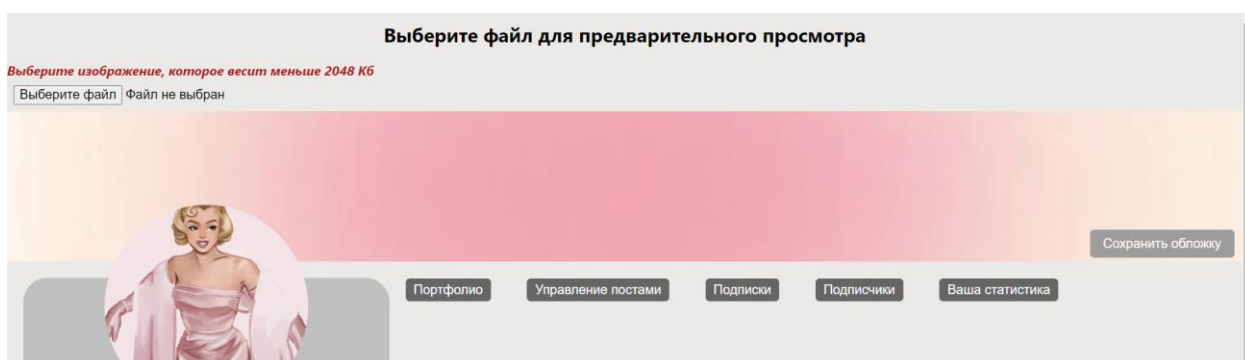 Выберите файл для предварительного просмотра
Выберите изображение, которое весит меньше 2048 Кб
Выберите файл Файл не выбран
Сохранить обложку
Портфолио Управление постами Подписки Подписчики Ваша статистика